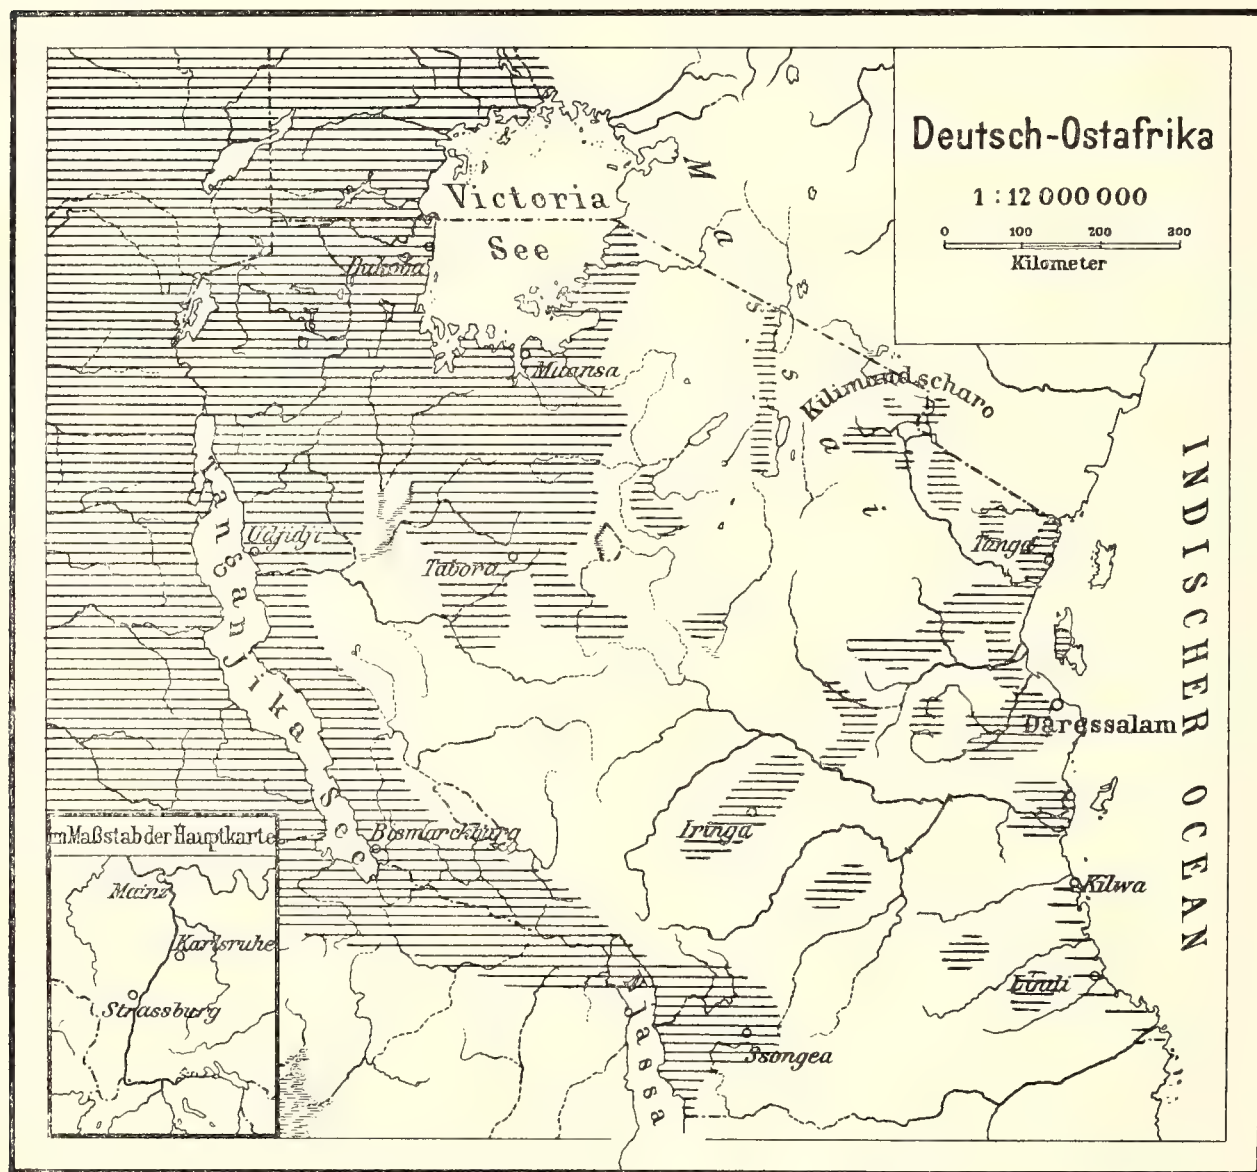 Deutsch-Ostafrika
1 : 12 000 000
0 100 200 300
Kilometer
Victoria
See
Bukoba
Muansa
Massai
Kilimandscharo
Udjidji
Tabora
Tanga
Tanganjika See
INDISCHER OCEAN
Daressalam
Iringa
Bismarckburg
Kilwa
Lindi
Ssongea
Njassa
im Maßstab der Hauptkarte
Mainz
Karlsruhe
Strassburg